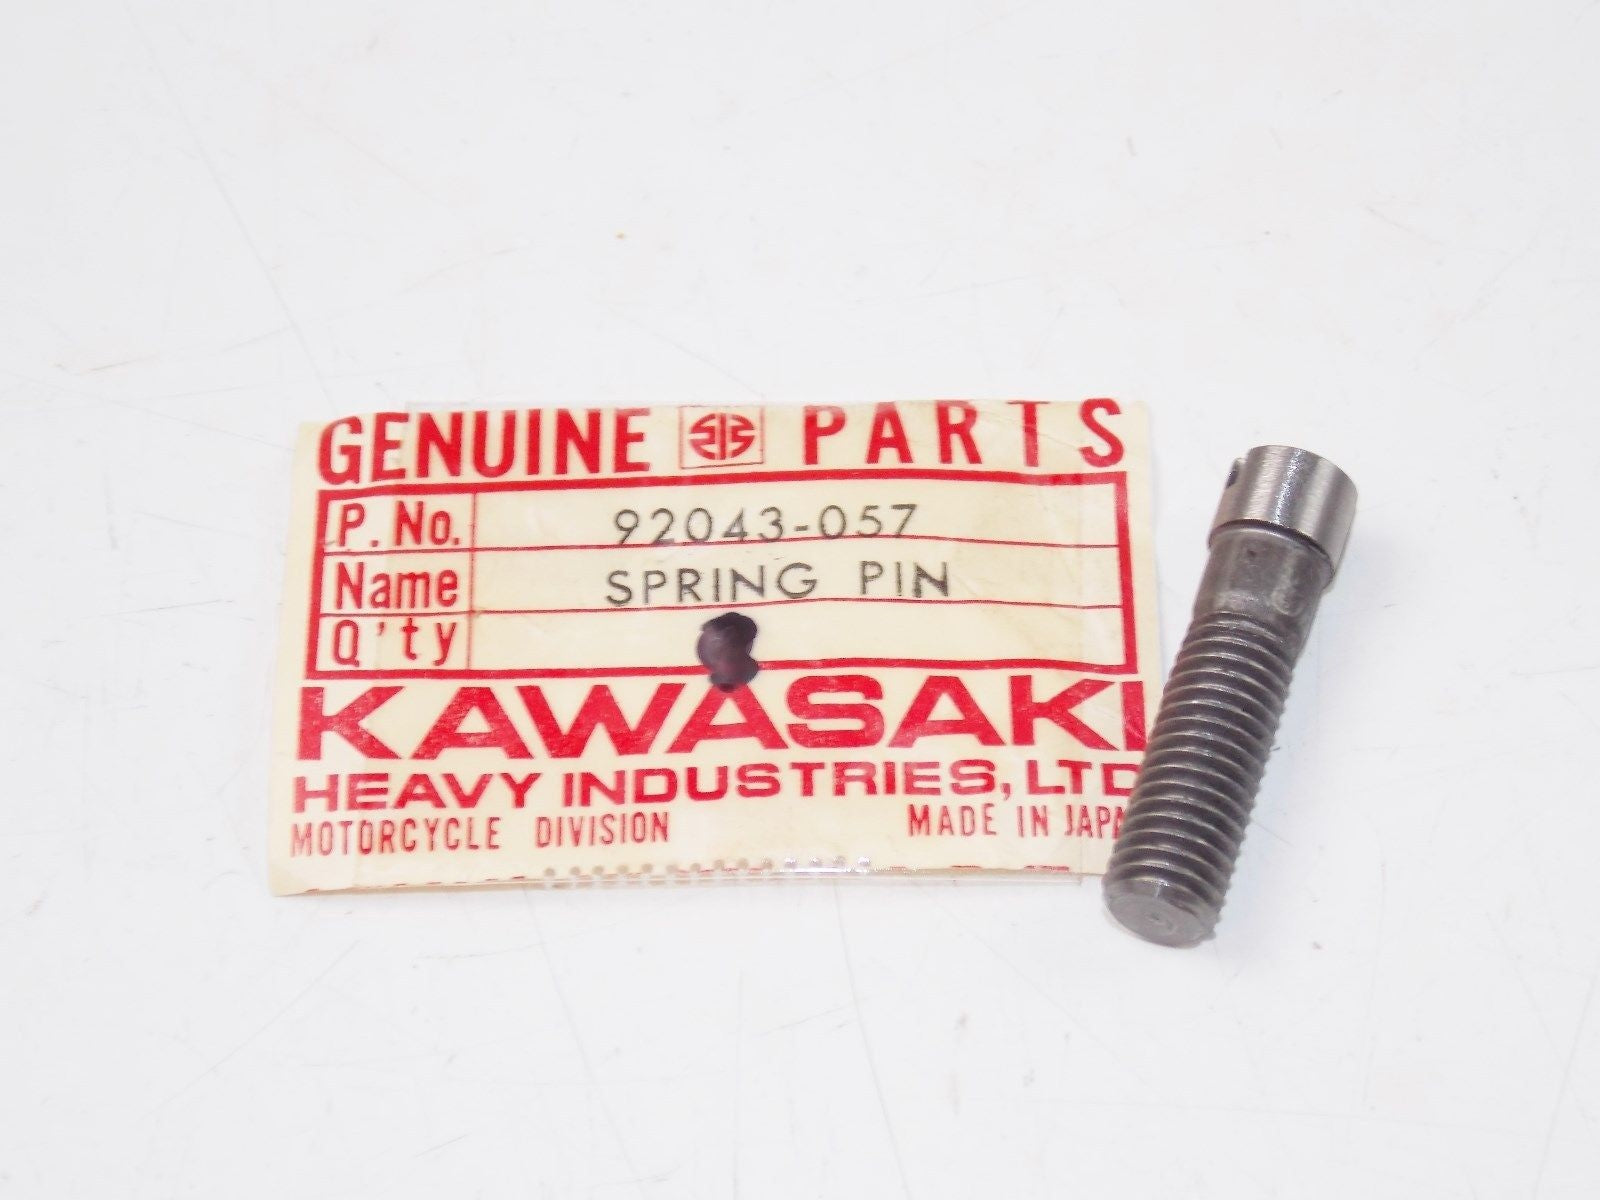 GENUINE PARTS
P. No. 92043-057
Name SPRING PIN
Q'ty
KAWASAKI
HEAVY INDUSTRIES, LTD
MOTORCYCLE DIVISION MADE IN JAPA